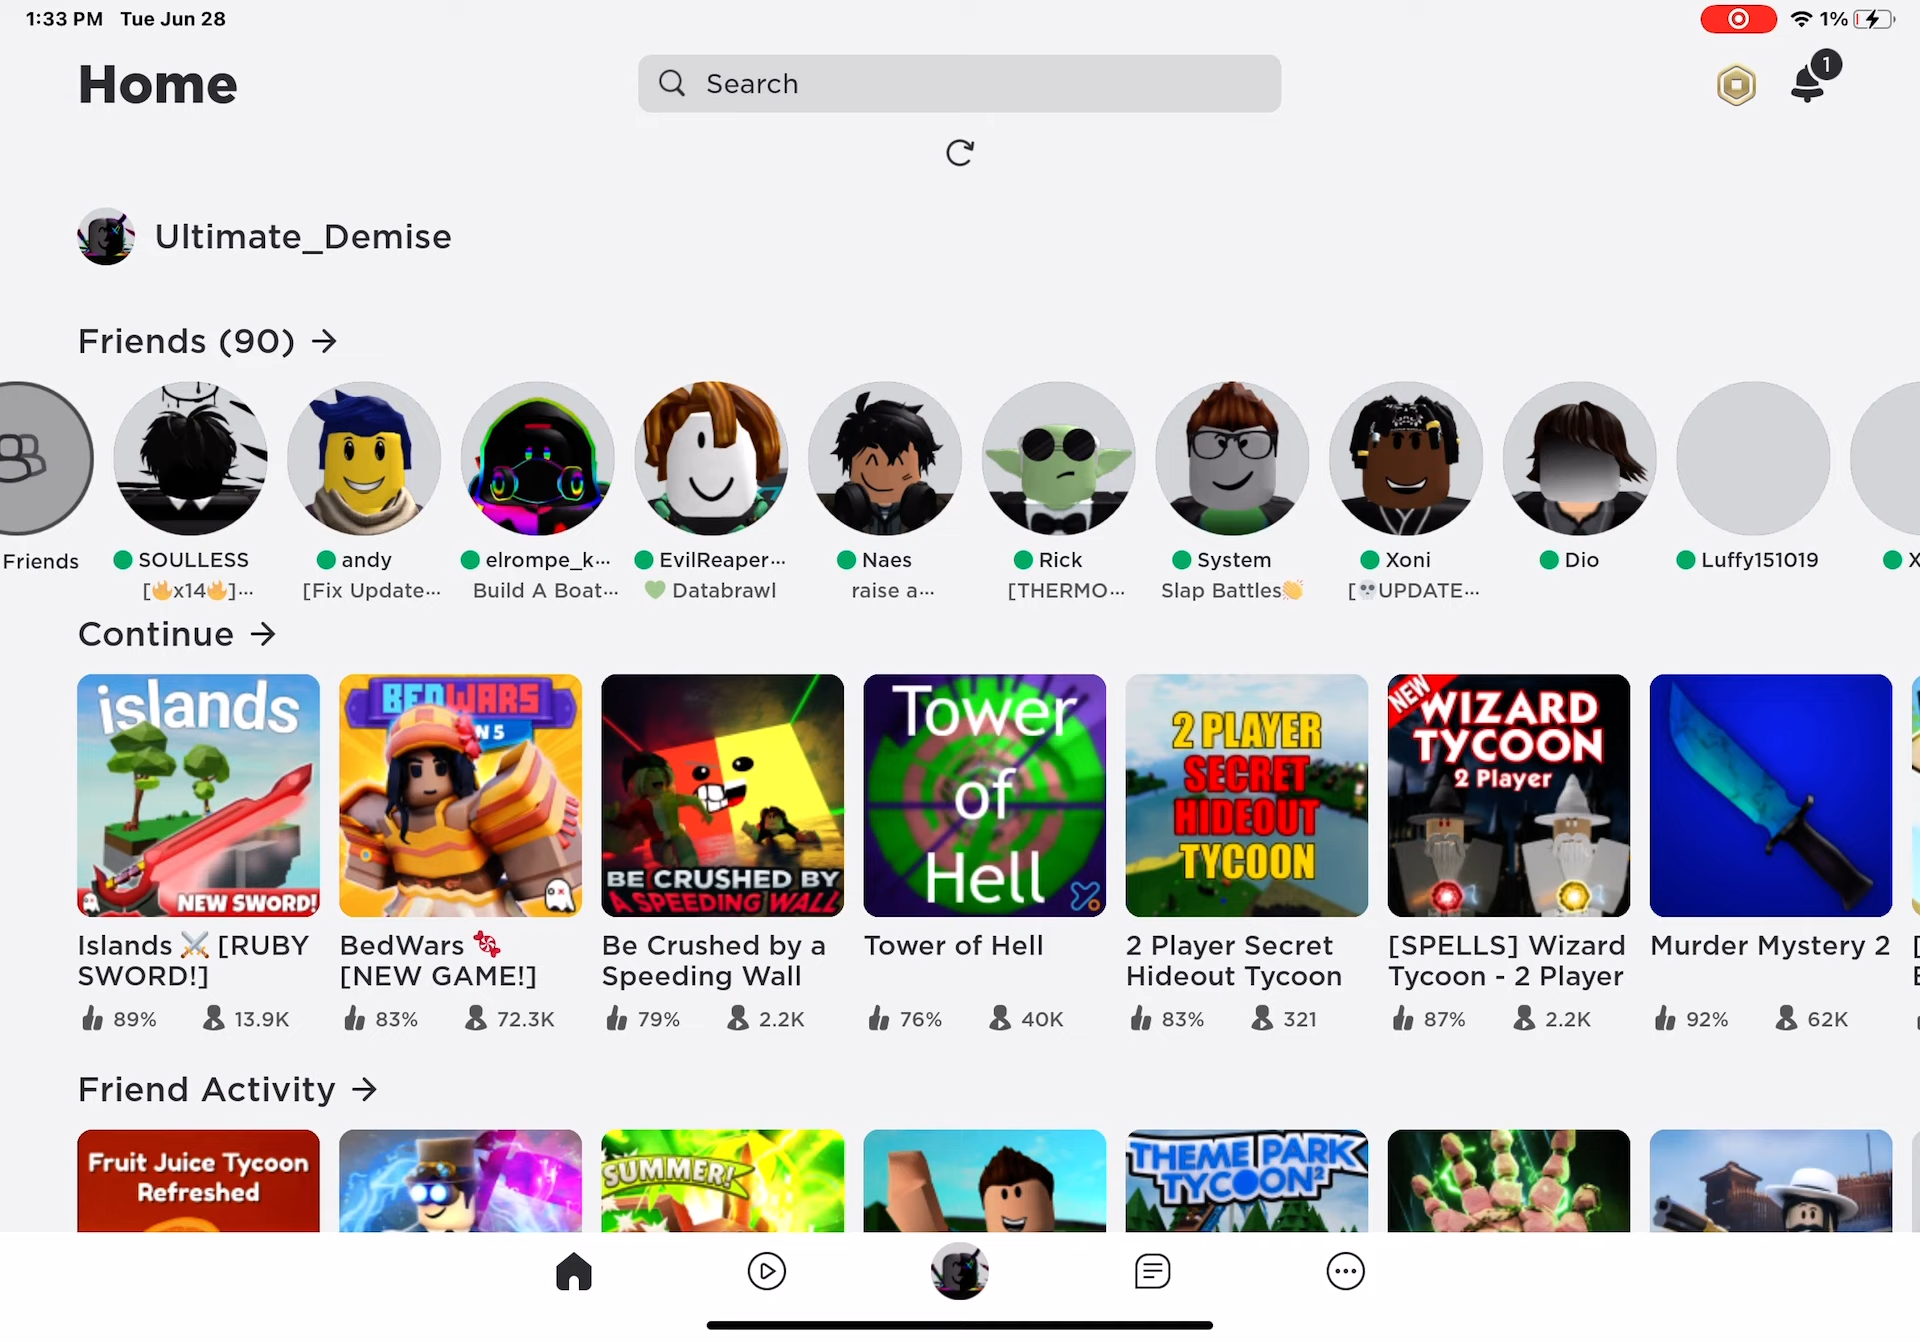 1:33 PM Tue Jun 28
1%
Home
Search
1
Ultimate_Demise
Friends (90) →
Friends
SOULLESS
andy
elrompe_k...
EvilReaper...
Naes
Rick
System
Xoni
Dio
Luffy151019
X
[🔥x14🔥]...
[Fix Update...
Build A Boat...
💚 Databrawl
raise a...
[THERMO...
Slap Battles👏
[💀UPDATE...
Continue →
islands
NEW SWORD!
BEDWARS
N 5
BE CRUSHED BY
A SPEEDING WALL
Tower
of
Hell
2 PLAYER
SECRET
HIDEOUT
TYCOON
NEW
WIZARD
TYCOON
2 Player
Islands ⚔️ [RUBY
SWORD!]
BedWars 🍬
[NEW GAME!]
Be Crushed by a
Speeding Wall
Tower of Hell
2 Player Secret
Hideout Tycoon
[SPELLS] Wizard
Tycoon - 2 Player
Murder Mystery 2
89% 13.9K
83% 72.3K
79% 2.2K
76% 40K
83% 321
87% 2.2K
92% 62K
Friend Activity →
Fruit Juice Tycoon
Refreshed
SUMMER!
THEME PARK
TYCOON 2